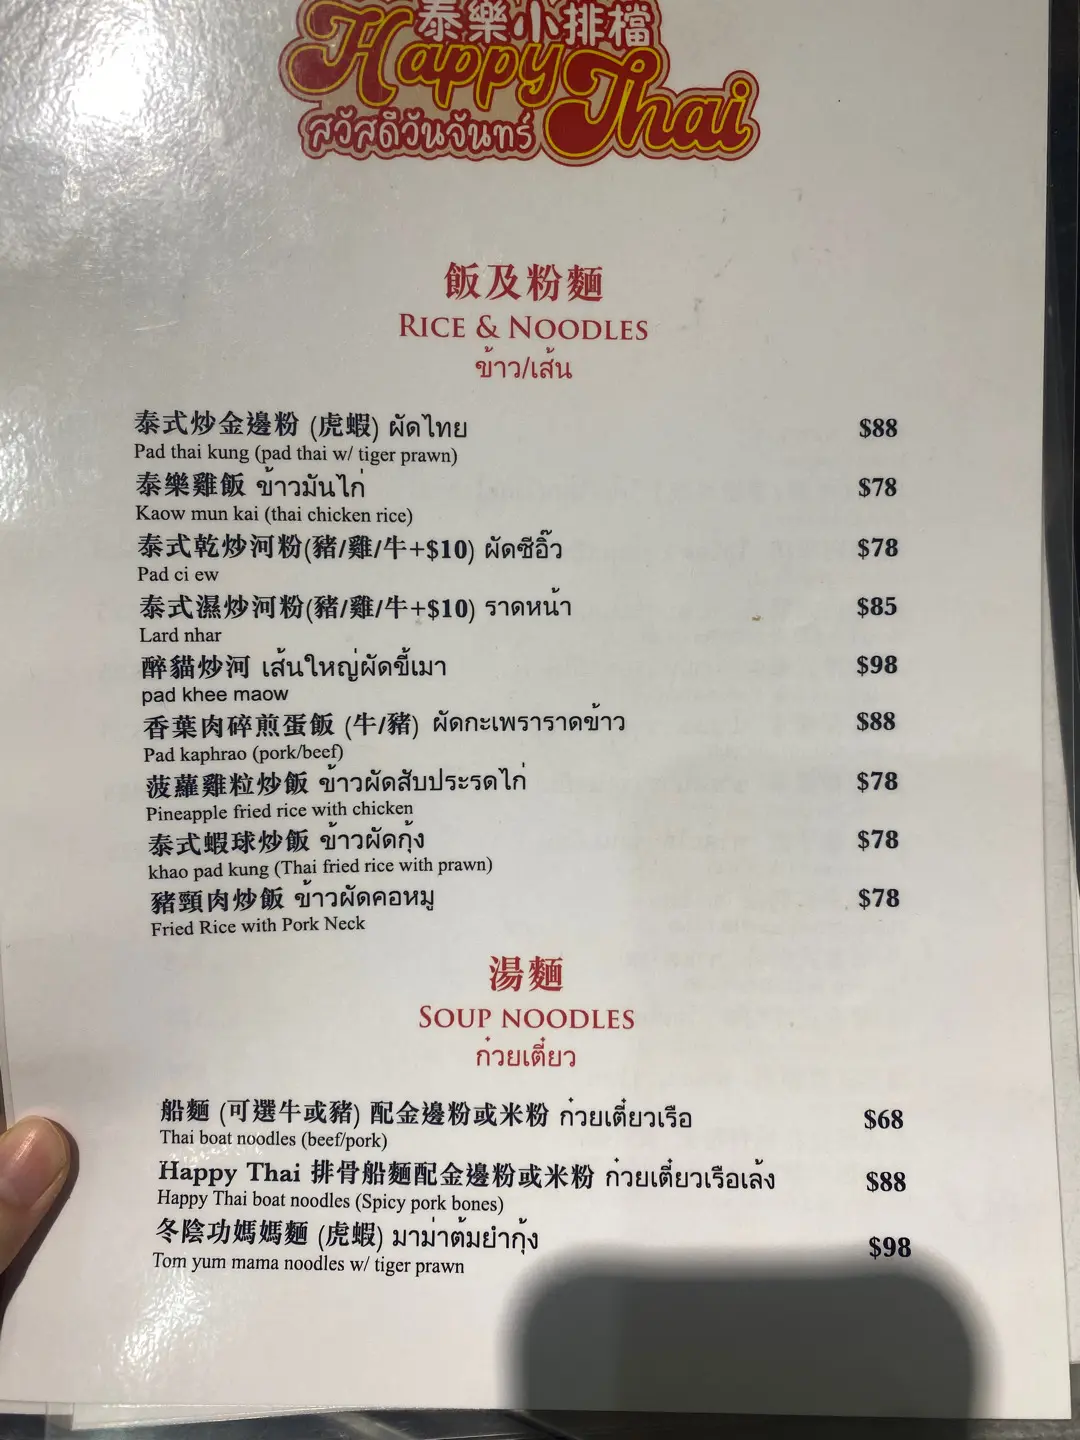 泰樂小排檔
Happy Thai
สวัสดีวันจันทร์
飯及粉麵
RICE & NOODLES
ข้าว/เส้น
泰式炒金邊粉 (虎蝦) ผัดไทย $88
Pad thai kung (pad thai w/ tiger prawn)
泰樂雞飯 ข้าวมันไก่ $78
Kaow mun kai (thai chicken rice)
泰式乾炒河粉(豬/雞/牛+$10) ผัดซีอิ๊ว $78
Pad ci ew
泰式濕炒河粉(豬/雞/牛+$10) ราดหน้า $85
Lard nhar
醉貓炒河 เส้นใหญ่ผัดขี้เมา $98
pad khee maow
香葉肉碎煎蛋飯 (牛/豬) ผัดกะเพราราดข้าว $88
Pad kaphrao (pork/beef)
菠蘿雞粒炒飯 ข้าวผัดสับประรดไก่ $78
Pineapple fried rice with chicken
泰式蝦球炒飯 ข้าวผัดกุ้ง $78
khao pad kung (Thai fried rice with prawn)
豬頸肉炒飯 ข้าวผัดคอหมู $78
Fried Rice with Pork Neck
湯麵
SOUP NOODLES
ก๋วยเตี๋ยว
船麵 (可選牛或豬) 配金邊粉或米粉 ก๋วยเตี๋ยวเรือ $68
Thai boat noodles (beef/pork)
Happy Thai 排骨船麵配金邊粉或米粉 ก๋วยเตี๋ยวเรือเล้ง $88
Happy Thai boat noodles (Spicy pork bones)
冬陰功媽媽麵 (虎蝦) มาม่าต้มยำกุ้ง $98
Tom yum mama noodles w/ tiger prawn